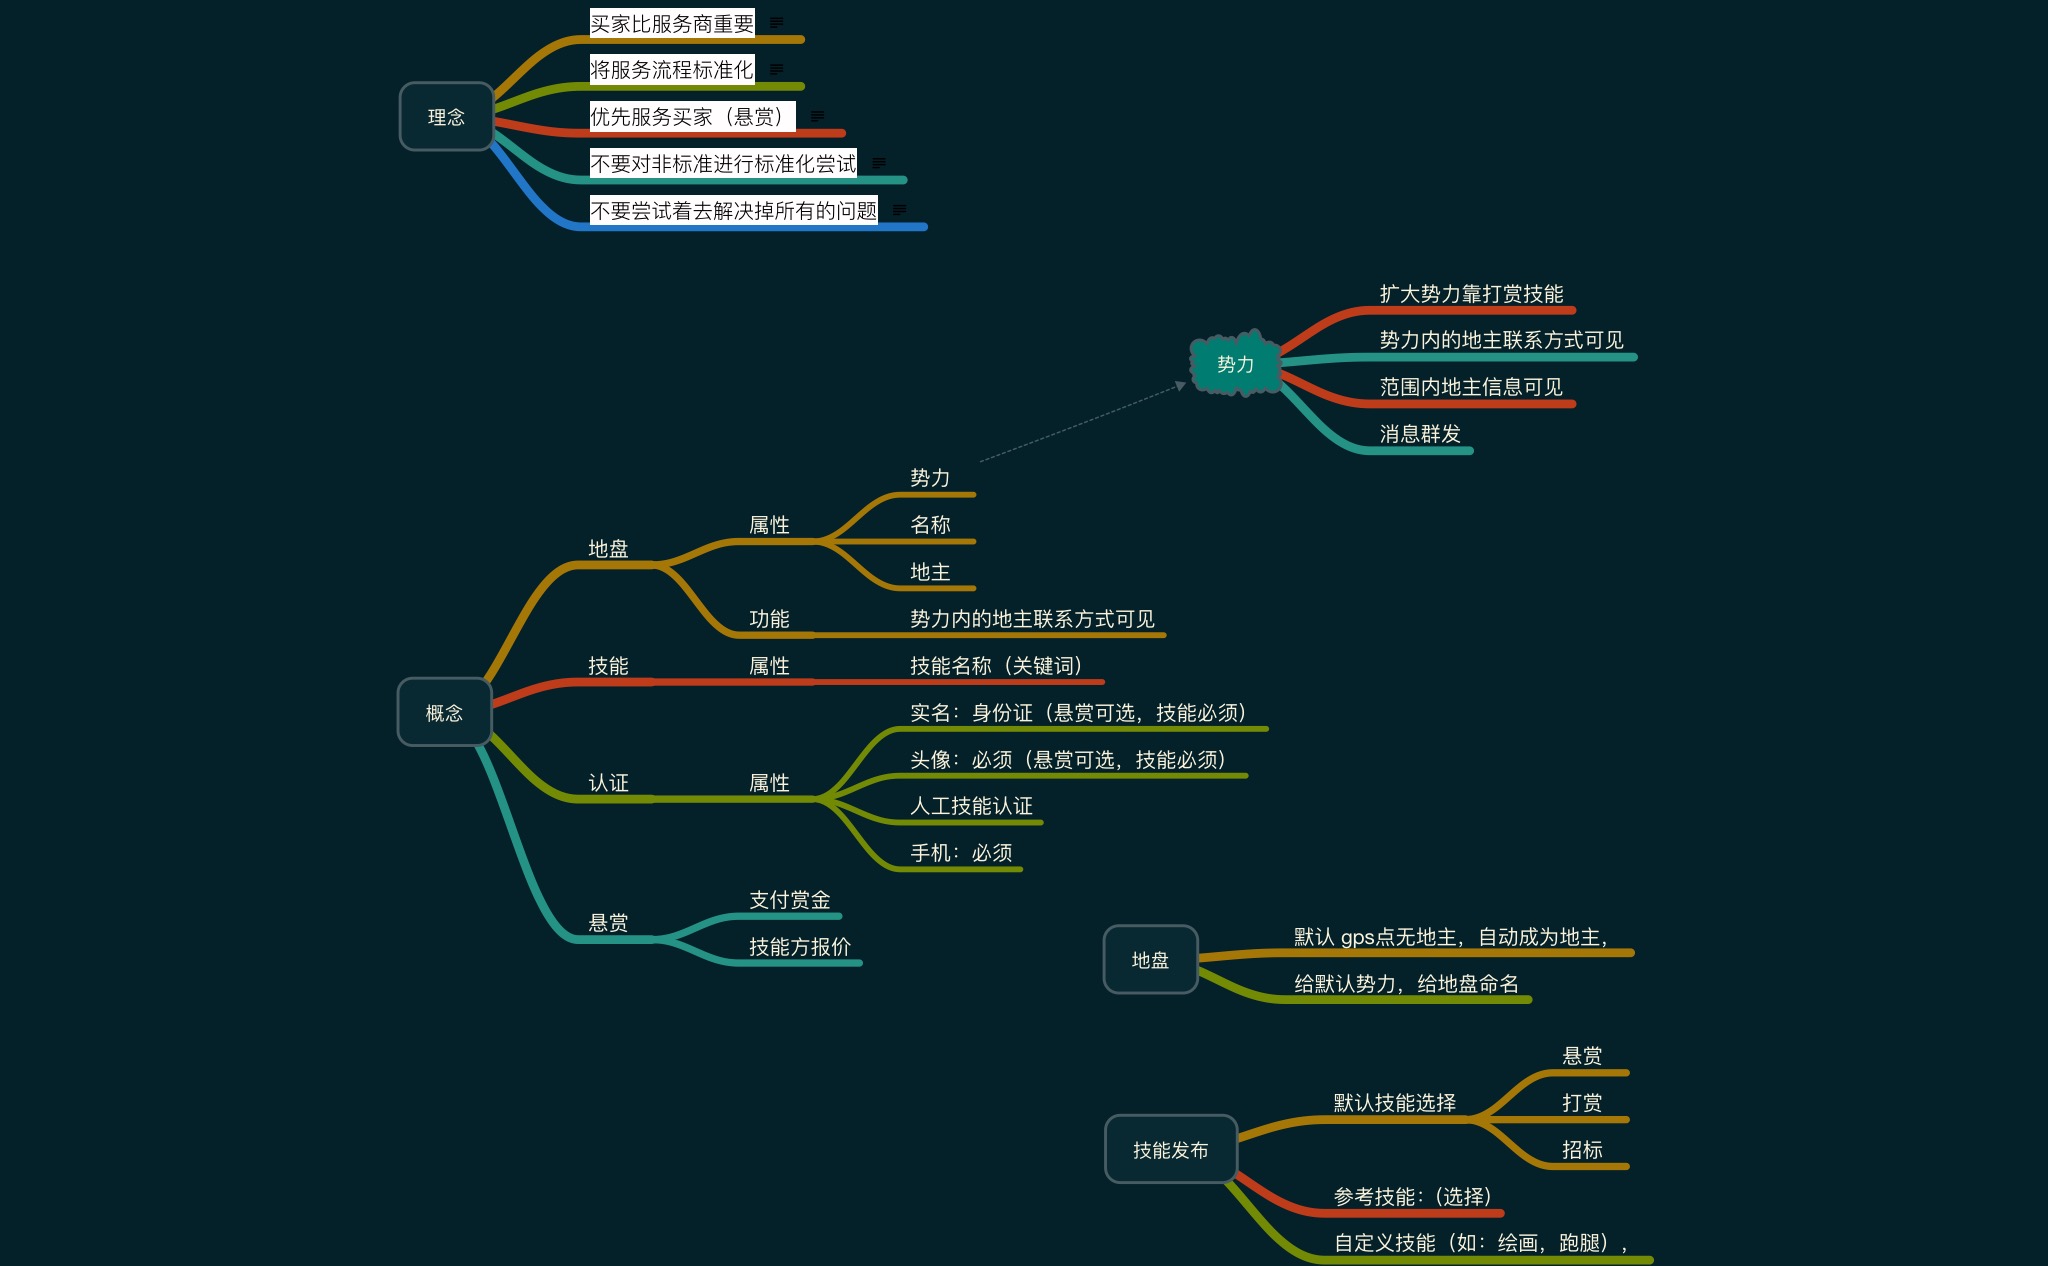 理念
买家比服务商重要
将服务流程标准化
优先服务买家（悬赏）
不要对非标准进行标准化尝试
不要尝试着去解决掉所有的问题
势力
扩大势力靠打赏技能
势力内的地主联系方式可见
范围内地主信息可见
消息群发
概念
地盘
属性
势力
名称
地主
功能
势力内的地主联系方式可见
技能
属性
技能名称（关键词）
认证
属性
实名：身份证（悬赏可选，技能必须）
头像：必须（悬赏可选，技能必须）
人工技能认证
手机：必须
悬赏
支付赏金
技能方报价
地盘
默认 gps点无地主，自动成为地主，
给默认势力，给地盘命名
技能发布
默认技能选择
悬赏
打赏
招标
参考技能：（选择）
自定义技能（如：绘画，跑腿），